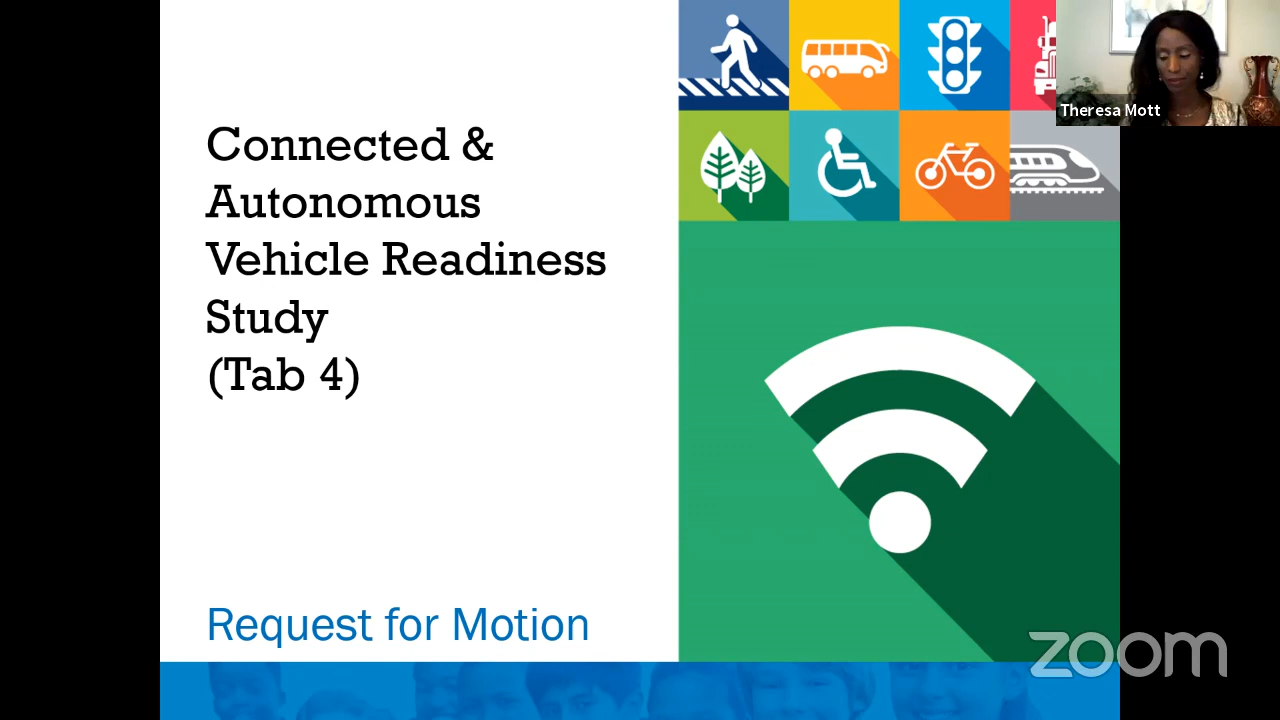 Connected &
Autonomous
Vehicle Readiness
Study
(Tab 4)
Request for Motion
Theresa Mott
zoom